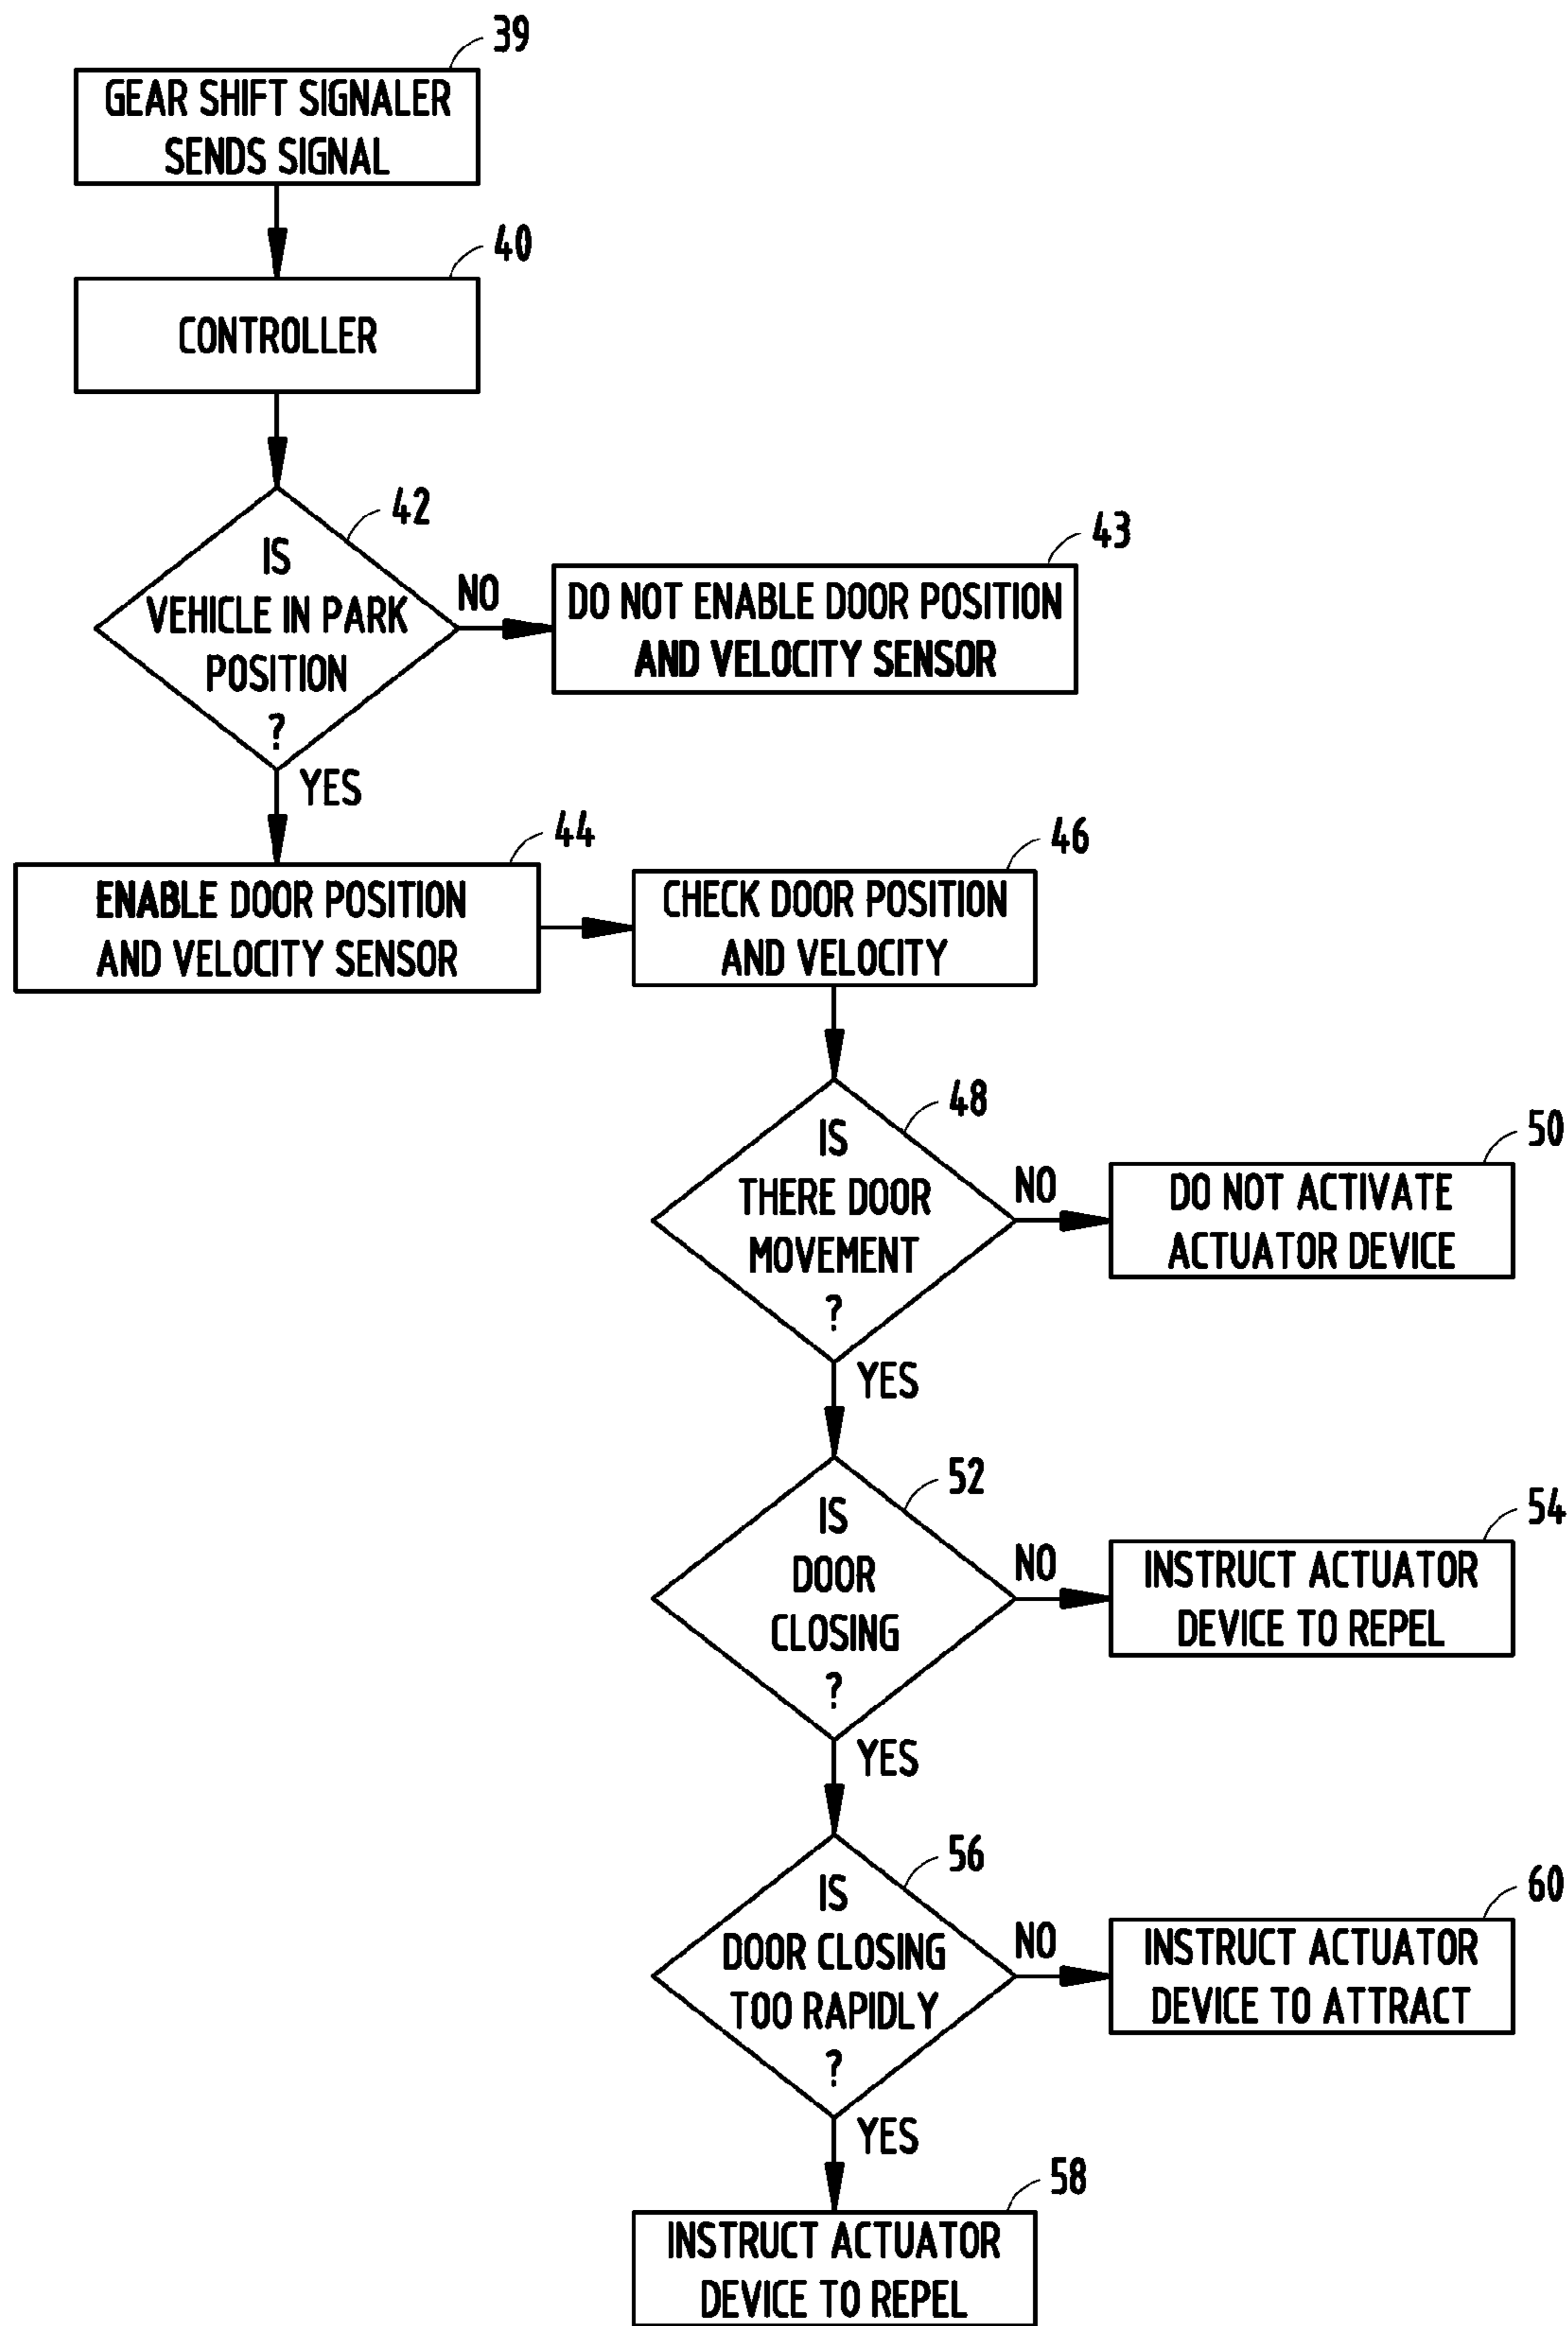 39
GEAR SHIFT SIGNALER
SENDS SIGNAL
40
CONTROLLER
42
IS
VEHICLE IN PARK
POSITION
?
NO
43
DO NOT ENABLE DOOR POSITION
AND VELOCITY SENSOR
YES
44
ENABLE DOOR POSITION
AND VELOCITY SENSOR
46
CHECK DOOR POSITION
AND VELOCITY
48
IS
THERE DOOR
MOVEMENT
?
NO
50
DO NOT ACTIVATE
ACTUATOR DEVICE
YES
52
IS
DOOR
CLOSING
?
NO
54
INSTRUCT ACTUATOR
DEVICE TO REPEL
YES
56
IS
DOOR CLOSING
TOO RAPIDLY
?
NO
60
INSTRUCT ACTUATOR
DEVICE TO ATTRACT
YES
58
INSTRUCT ACTUATOR
DEVICE TO REPEL